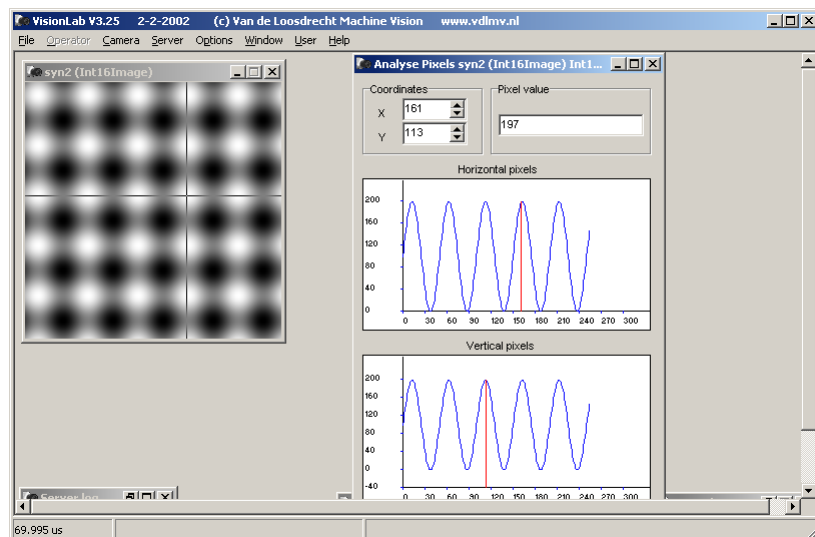 VisionLab V3.25 2-2-2002 (c) Van de Loosdrecht Machine Vision www.vdlmv.nl
File Operator Camera Server Options Window User Help
syn2 (Int16Image)
Analyse Pixels syn2 (Int16Image) Int1...
Coordinates
Pixel value
X 161
197
Y 113
Horizontal pixels
200
160
120
80
40
0
0 30 60 90 120 150 180 210 240 270 300
Vertical pixels
200
160
120
80
40
0
-40
0 30 60 90 120 150 180 210 240 270 300
Server log
69.995 us